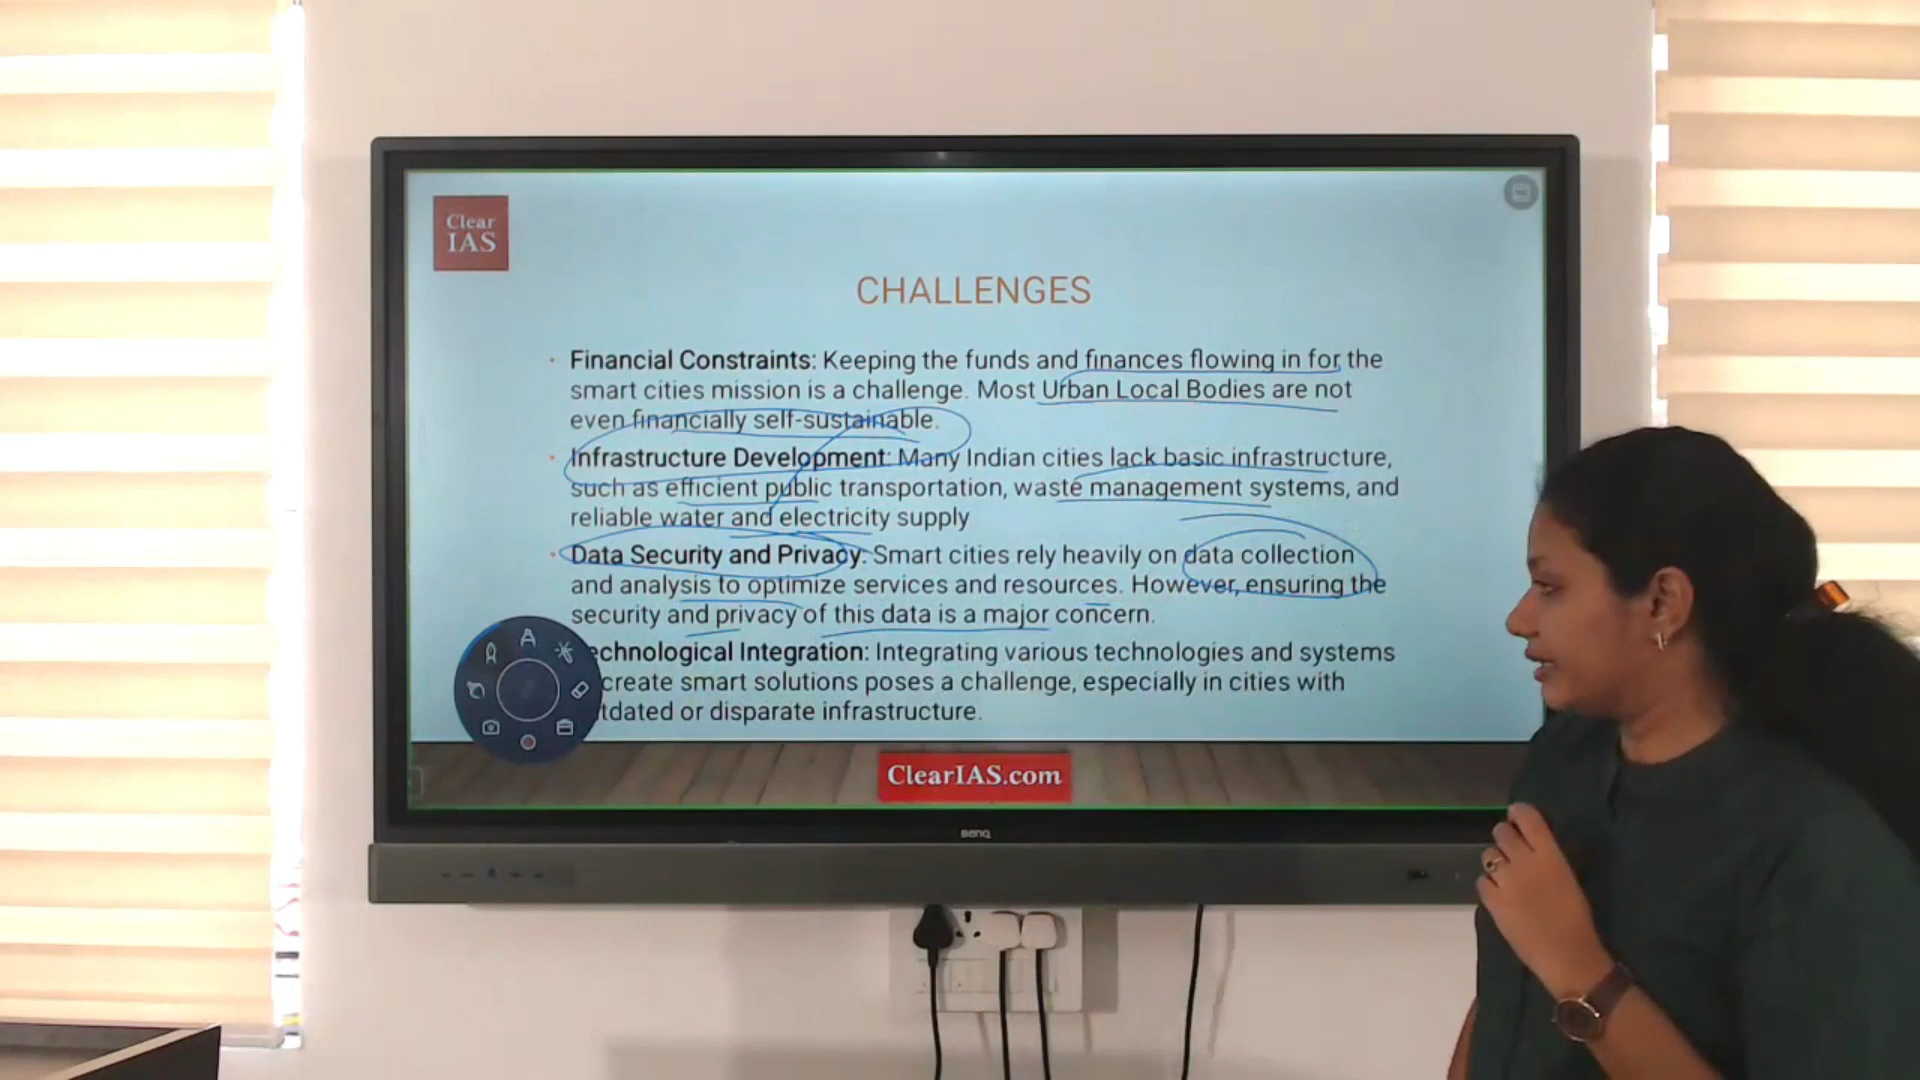 Clear
IAS
CHALLENGES
• Financial Constraints: Keeping the funds and finances flowing in for the
smart cities mission is a challenge. Most Urban Local Bodies are not
even financially self-sustainable.
• Infrastructure Development: Many Indian cities lack basic infrastructure,
such as efficient public transportation, waste management systems, and
reliable water and electricity supply
• Data Security and Privacy: Smart cities rely heavily on data collection
and analysis to optimize services and resources. However, ensuring the
security and privacy of this data is a major concern.
echnological Integration: Integrating various technologies and systems
create smart solutions poses a challenge, especially in cities with
tdated or disparate infrastructure.
ClearIAS.com
BenQ